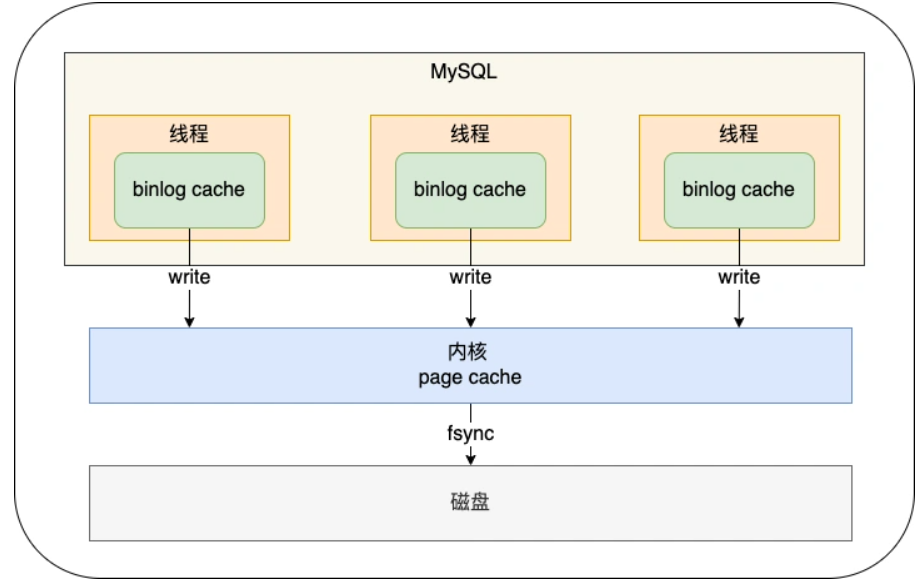 MySQL
线程
线程
线程
binlog cache
binlog cache
binlog cache
write
write
write
内核
page cache
fsync
磁盘